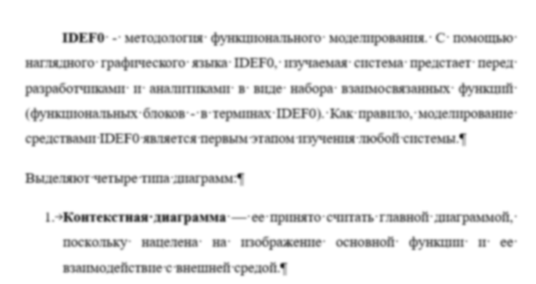 IDEF0 - методология функционального моделирования. С помощью
наглядного графического языка IDEF0, изучаемая система предстает перед
разработчиками и аналитиками в виде набора взаимосвязанных функций
(функциональных блоков - в терминах IDEF0). Как правило, моделирование
средствами IDEF0 является первым этапом изучения любой системы.¶
Выделяют четыре типа диаграмм:¶
1.→Контекстная диаграмма — ее принято считать главной диаграммой,
поскольку нацелена на изображение основной функции и ее
взаимодействие с внешней средой.¶